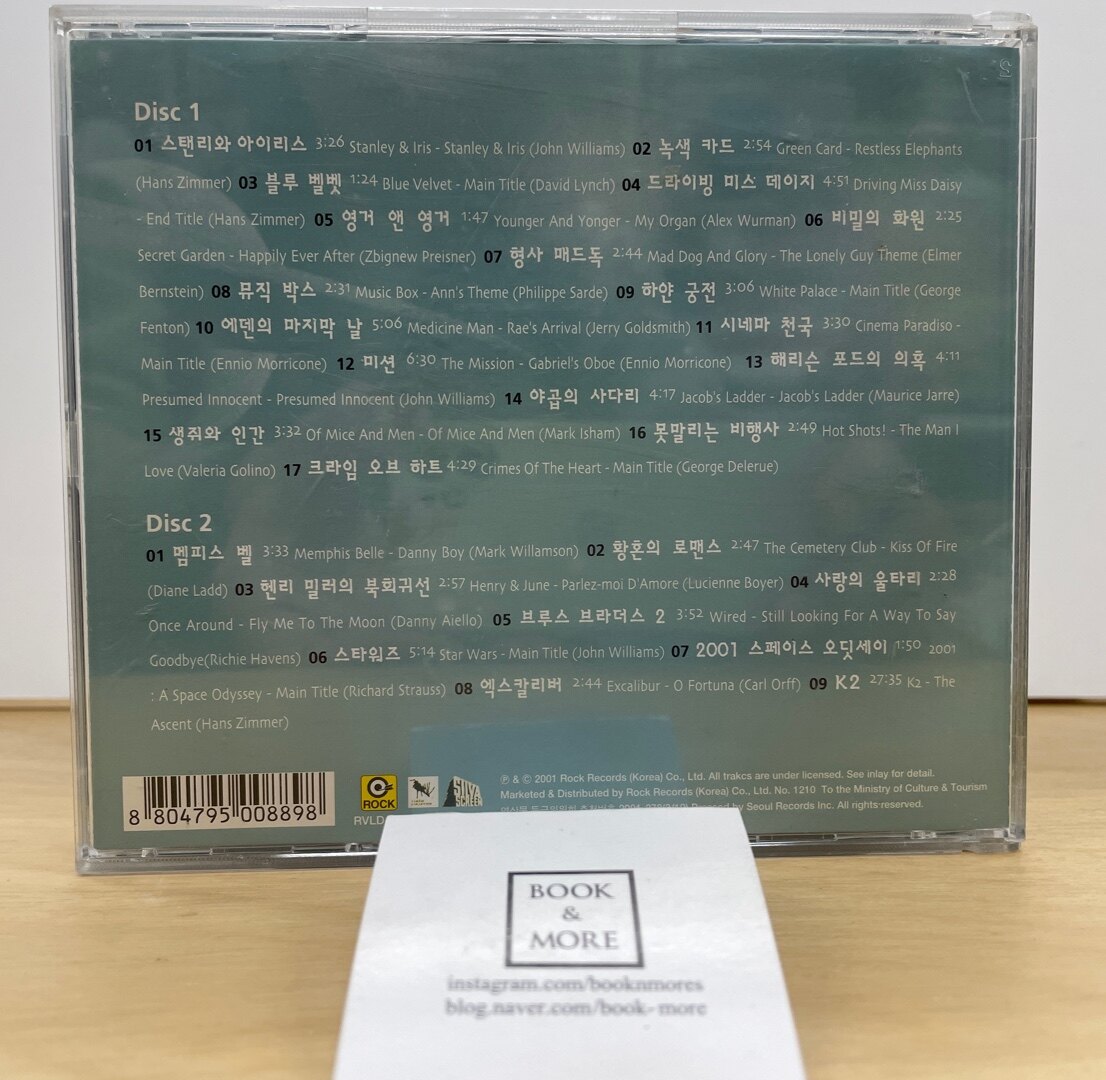 Disc 1
01 스탠리와 아이리스 3:26 Stanley & Iris - Stanley & Iris (John Williams) 02 녹색 카드 2:54 Green Card - Restless Elephants
(Hans Zimmer) 03 블루 벨벳 1:24 Blue Velvet - Main Title (David Lynch) 04 드라이빙 미스 데이지 4:51 Driving Miss Daisy
- End Title (Hans Zimmer) 05 영거 앤 영거 1:47 Younger And Yonger - My Organ (Alex Wurman) 06 비밀의 화원 2:25
Secret Garden - Happily Ever After (Zbignew Preisner) 07 형사 매드독 2:44 Mad Dog And Glory - The Lonely Guy Theme (Elmer
Bernstein) 08 뮤직 박스 2:31 Music Box - Ann's Theme (Philippe Sarde) 09 하얀 궁전 3:06 White Palace - Main Title (George
Fenton) 10 에덴의 마지막 날 5:06 Medicine Man - Rae's Arrival (Jerry Goldsmith) 11 시네마 천국 3:30 Cinema Paradiso -
Main Title (Ennio Morricone) 12 미션 6:30 The Mission - Gabriel's Oboe (Ennio Morricone) 13 해리슨 포드의 의혹 4:11
Presumed Innocent - Presumed Innocent (John Williams) 14 야곱의 사다리 4:17 Jacob's Ladder - Jacob's Ladder (Maurice Jarre)
15 생쥐와 인간 3:32 Of Mice And Men - Of Mice And Men (Mark Isham) 16 못말리는 비행사 2:49 Hot Shots! - The Man I
Love (Valeria Golino) 17 크라임 오브 하트 4:29 Crimes Of The Heart - Main Title (George Delerue)
Disc 2
01 멤피스 벨 3:33 Memphis Belle - Danny Boy (Mark Willamson) 02 황혼의 로맨스 2:47 The Cemetery Club - Kiss Of Fire
(Diane Ladd) 03 헨리 밀러의 북회귀선 2:57 Henry & June - Parlez-moi D'Amore (Lucienne Boyer) 04 사랑의 울타리 2:28
Once Around - Fly Me To The Moon (Danny Aiello) 05 브루스 브라더스 2 3:52 Wired - Still Looking For A Way To Say
Goodbye(Richie Havens) 06 스타워즈 5:14 Star Wars - Main Title (John Williams) 07 2001 스페이스 오딧세이 1:50 2001
: A Space Odyssey - Main Title (Richard Strauss) 08 엑스칼리버 2:44 Excalibur - O Fortuna (Carl Orff) 09 K2 27:35 K2 - The
Ascent (Hans Zimmer)
8 804795 008898
ROCK
SILVA SCREEN
RVLD
℗ & © 2001 Rock Records (Korea) Co., Ltd. All trakcs are under licensed. See inlay for detail.
Marketed & Distributed by Rock Records (Korea) Co., Ltd. No. 1210 To the Ministry of Culture & Tourism
by Seoul Records Inc. All rights reserved.
BOOK
&
MORE
instagram.com/booknmores
blog.naver.com/book-more